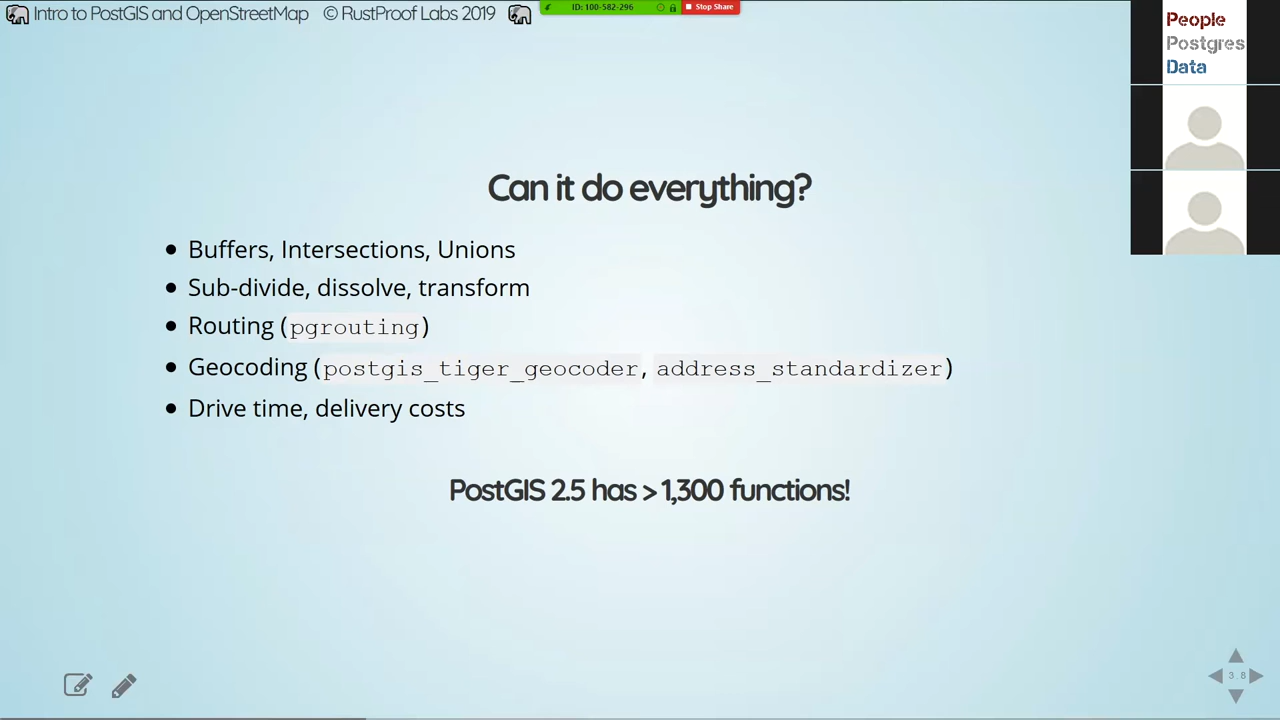 Intro to PostGIS and OpenStreetMap © RustProof Labs 2019
ID: 100-582-296
Stop Share
People
Postgres
Data
Can it do everything?
• Buffers, Intersections, Unions
• Sub-divide, dissolve, transform
• Routing (pgrouting)
• Geocoding (postgis_tiger_geocoder, address_standardizer)
• Drive time, delivery costs
PostGIS 2.5 has > 1,300 functions!
3.8